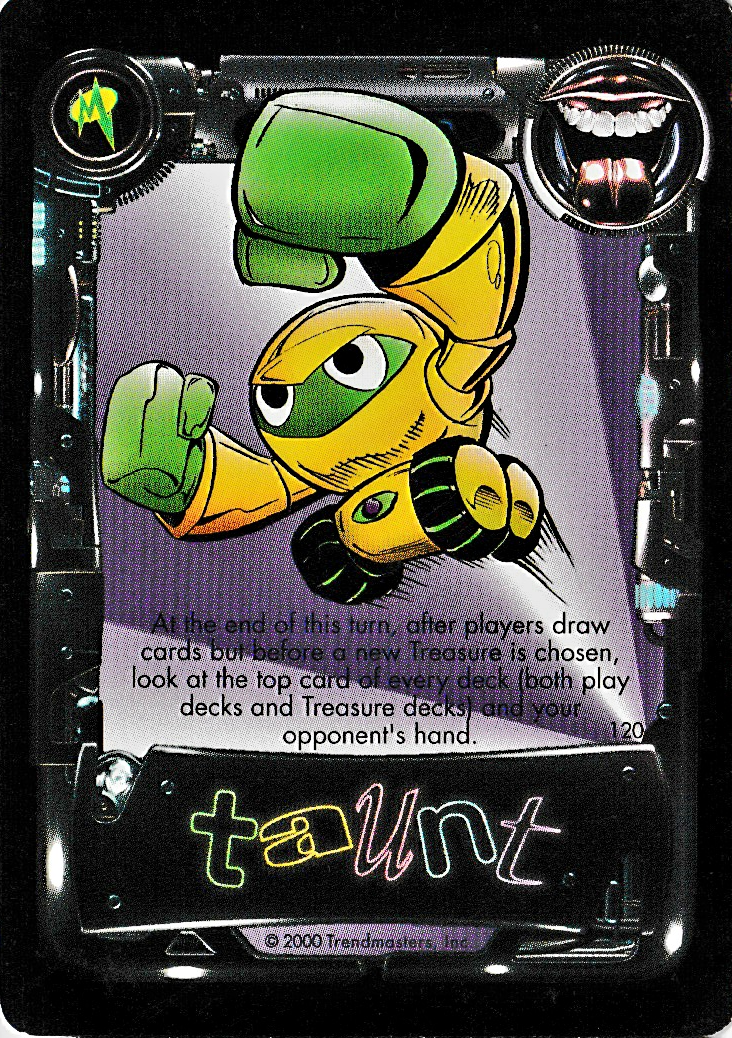 M
At the end of this turn, after players draw
cards but before a new Treasure is chosen,
look at the top card of every deck (both play
decks and Treasure decks) and your
opponent's hand.
120
taunt
© 2000 Trendmasters, Inc.